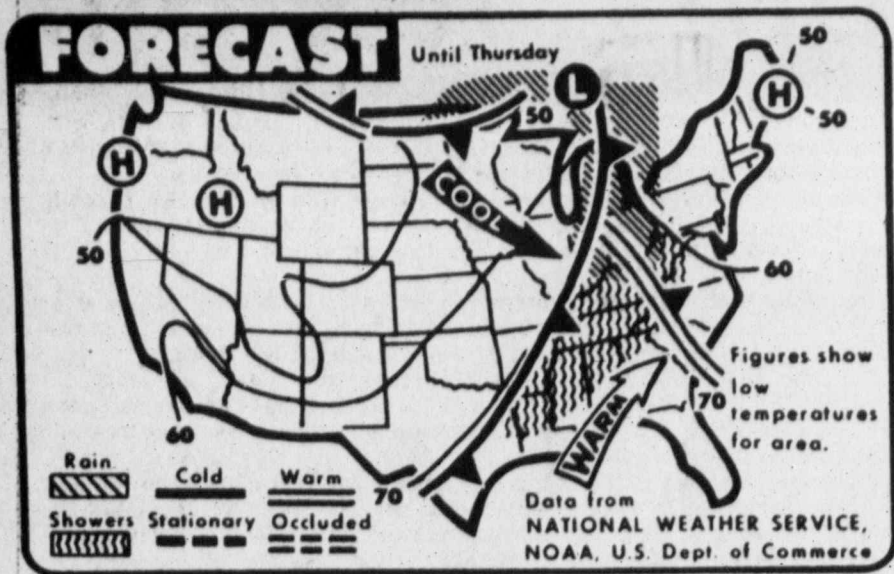 FORECAST
Until Thursday
50
H
50
L
50
H
H
COOL
50
60
Figures show
low
temperatures
for area.
70
WARM
60
70
Rain
Cold
Warm
Showers
Stationary
Occluded
Data from
NATIONAL WEATHER SERVICE,
NOAA, U.S. Dept. of Commerce